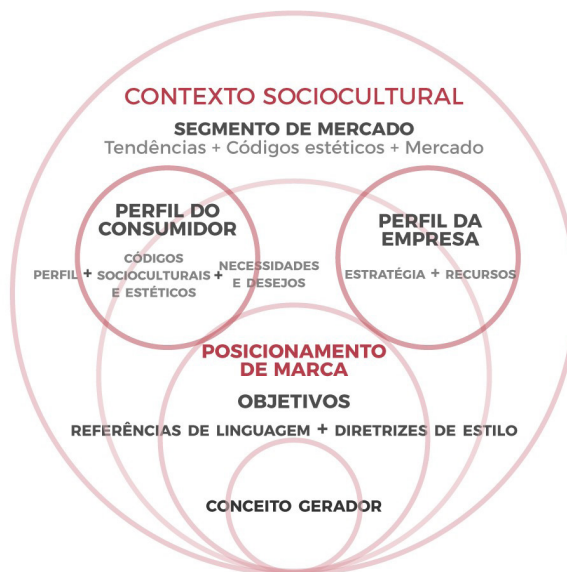 CONTEXTO SOCIOCULTURAL
SEGMENTO DE MERCADO
Tendências + Códigos estéticos + Mercado
PERFIL DO
CONSUMIDOR
PERFIL + CÓDIGOS
SOCIOCULTURAIS
E ESTÉTICOS + NECESSIDADES
E DESEJOS
PERFIL DA
EMPRESA
ESTRATÉGIA + RECURSOS
POSICIONAMENTO
DE MARCA
OBJETIVOS
REFERÊNCIAS DE LINGUAGEM + DIRETRIZES DE ESTILO
CONCEITO GERADOR